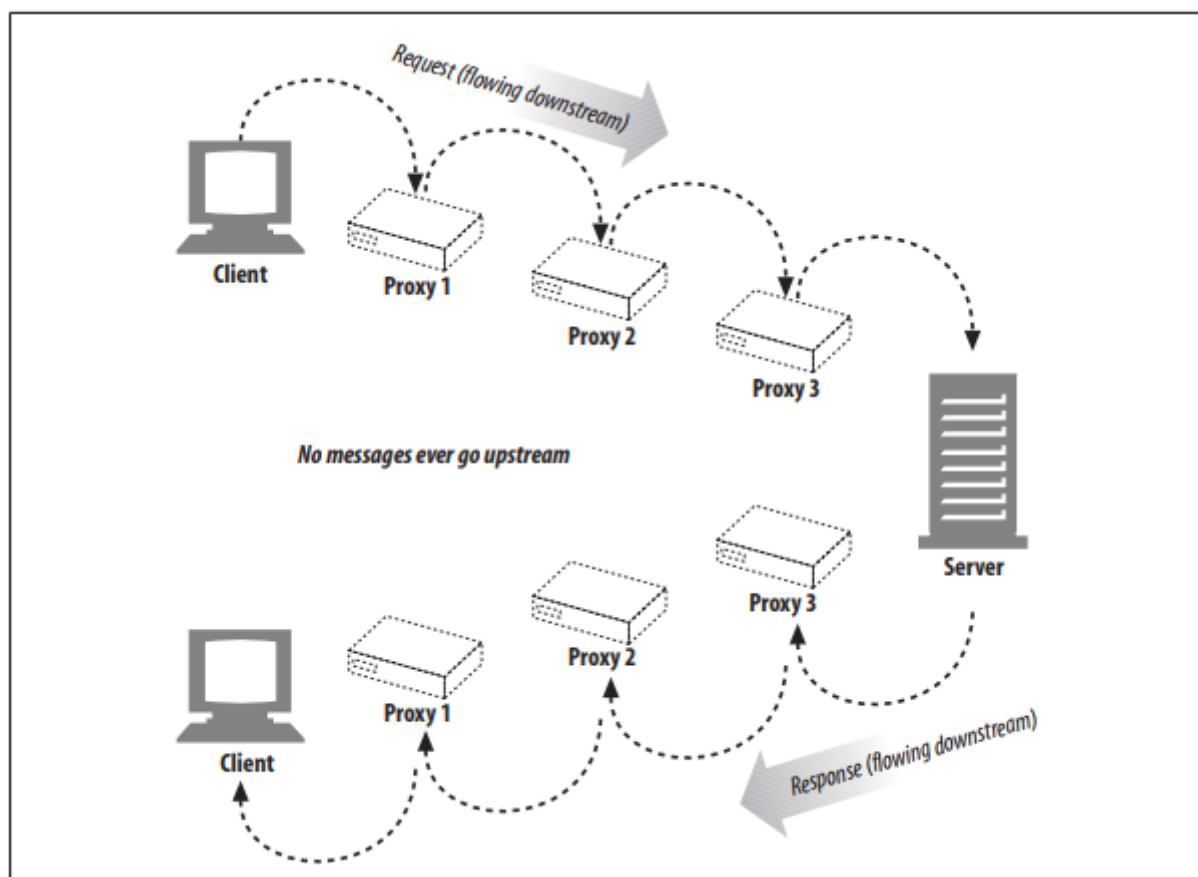 Request (flowing downstream)
Client
Proxy 1
Proxy 2
Proxy 3
No messages ever go upstream
Server
Proxy 3
Proxy 2
Proxy 1
Client
Response (flowing downstream)